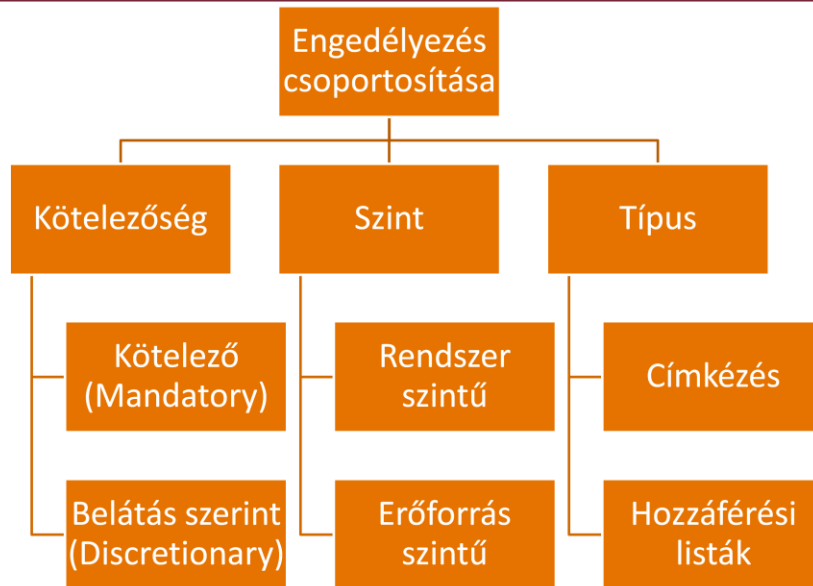 Engedélyezés
csoportosítása
Kötelezőség
Szint
Típus
Kötelező
(Mandatory)
Rendszer
szintű
Címkézés
Belátás szerint
(Discretionary)
Erőforrás
szintű
Hozzáférési
listák